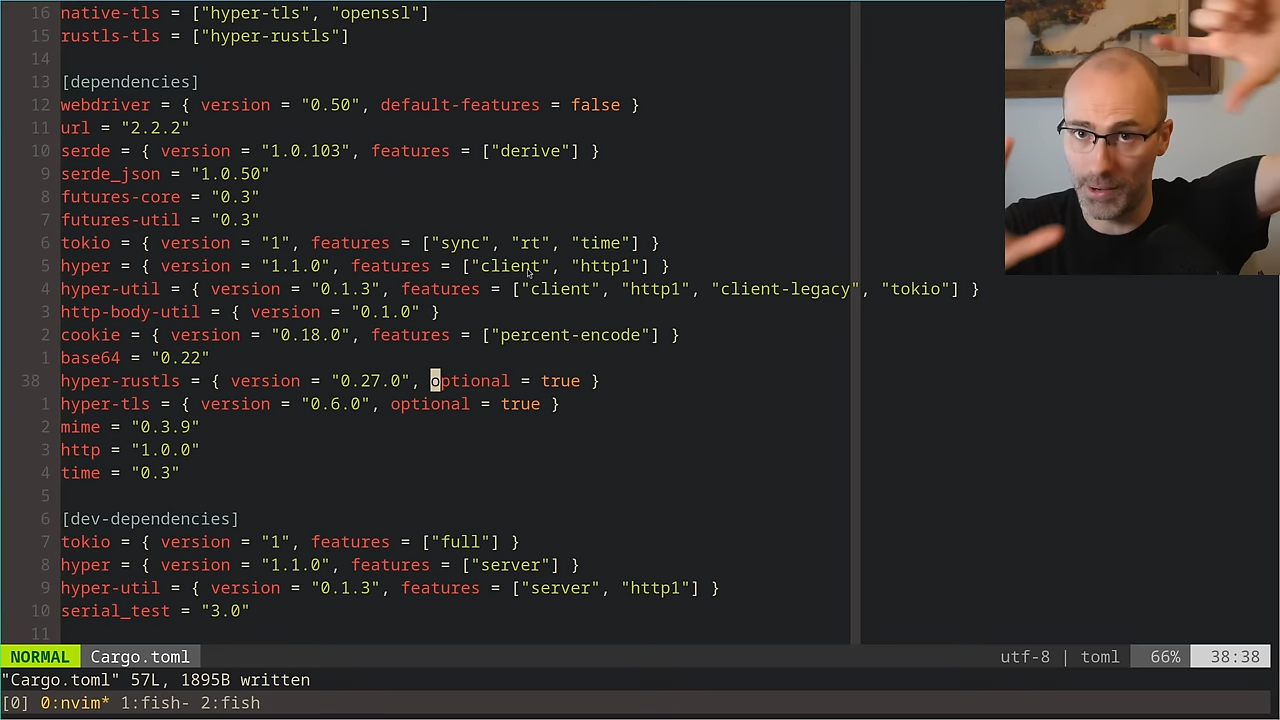 16 native-tls = ["hyper-tls", "openssl"]
15 rustls-tls = ["hyper-rustls"]
14
13 [dependencies]
12 webdriver = { version = "0.50", default-features = false }
11 url = "2.2.2"
10 serde = { version = "1.0.103", features = ["derive"] }
9 serde_json = "1.0.50"
8 futures-core = "0.3"
7 futures-util = "0.3"
6 tokio = { version = "1", features = ["sync", "rt", "time"] }
5 hyper = { version = "1.1.0", features = ["client", "http1"] }
4 hyper-util = { version = "0.1.3", features = ["client", "http1", "client-legacy", "tokio"] }
3 http-body-util = { version = "0.1.0" }
2 cookie = { version = "0.18.0", features = ["percent-encode"] }
1 base64 = "0.22"
38 hyper-rustls = { version = "0.27.0", optional = true }
1 hyper-tls = { version = "0.6.0", optional = true }
2 mime = "0.3.9"
3 http = "1.0.0"
4 time = "0.3"
5
6 [dev-dependencies]
7 tokio = { version = "1", features = ["full"] }
8 hyper = { version = "1.1.0", features = ["server"] }
9 hyper-util = { version = "0.1.3", features = ["server", "http1"] }
10 serial_test = "3.0"
11
NORMAL Cargo.toml utf-8 | toml 66% 38:38
"Cargo.toml" 57L, 1895B written
[0] 0:nvim* 1:fish- 2:fish